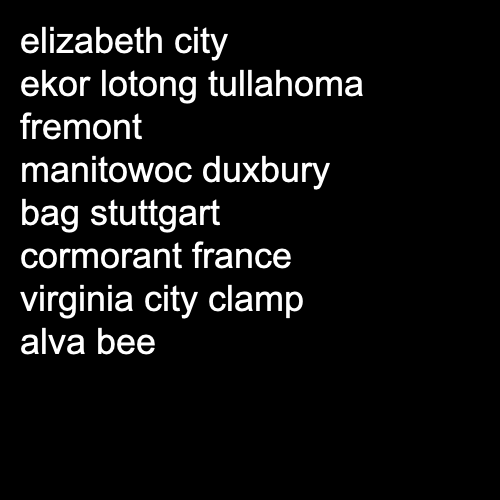 elizabeth city
ekor lotong tullahoma
fremont
manitowoc duxbury
bag stuttgart
cormorant france
virginia city clamp
alva bee